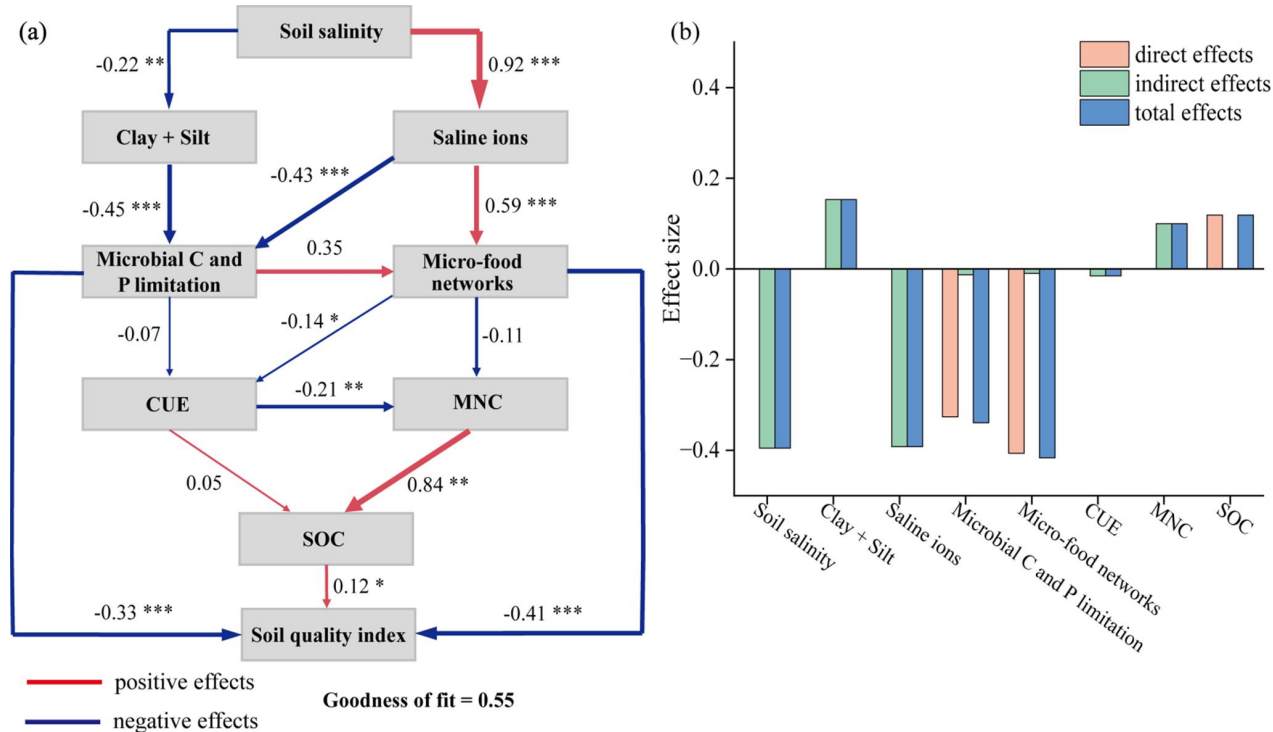 (a)
Soil salinity
-0.22 **
0.92 ***
Clay + Silt
Saline ions
-0.43 ***
-0.45 ***
0.59 ***
Microbial C and
P limitation
0.35
Micro-food
networks
-0.07
-0.14 *
-0.11
CUE
-0.21 **
MNC
0.05
0.84 **
SOC
0.12 *
-0.33 ***
-0.41 ***
Soil quality index
positive effects
negative effects
Goodness of fit = 0.55
(b)
direct effects
indirect effects
total effects
Effect size
0.4
0.2
0.0
−0.2
−0.4
Soil salinity
Clay + Silt
Saline ions
Microbial C and P limitation
Micro-food networks
CUE
MNC
SOC